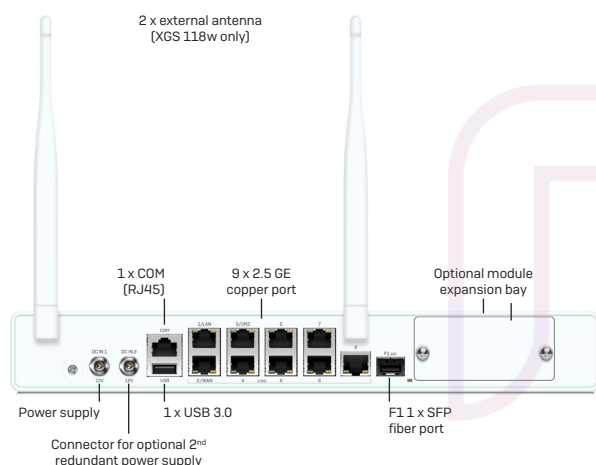 2 x external antenna
(XGS 118w only)
1 x COM
(RJ45)
9 x 2.5 GE
copper port
Optional module
expansion bay
COM
1/LAN
3/DMZ
5
7
9
F1 SFP
DC IN 1
DC IN 2
12V
12V
USB
2/WAN
4
6
8
Power supply
1 x USB 3.0
F1 1 x SFP
fiber port
Connector for optional 2nd
redundant power supply